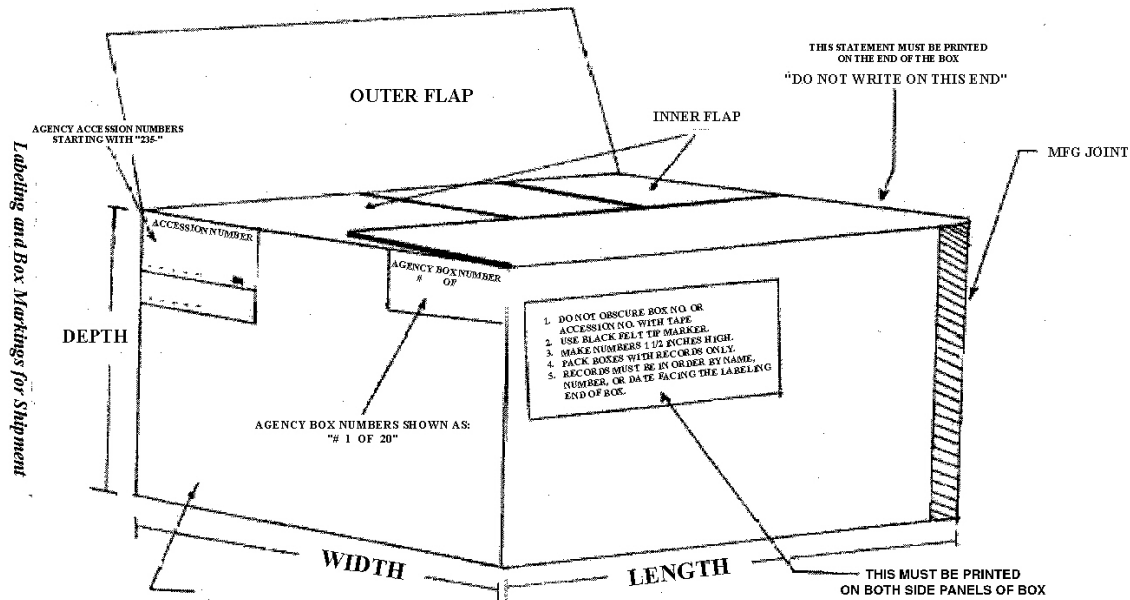 THIS STATEMENT MUST BE PRINTED
ON THE END OF THE BOX
"DO NOT WRITE ON THIS END"
OUTER FLAP
INNER FLAP
AGENCY ACCESSION NUMBERS
STARTING WITH "235-"
MFG JOINT
Labeling and Box Markings for Shipment
ACCESSION NUMBER
AGENCY BOX NUMBER
# OF
DEPTH
1. DO NOT OBSCURE BOX NO. OR
ACCESSION NO. WITH TAPE
2. USE BLACK FELT TIP MARKER.
3. MAKE NUMBERS 1 1/2 INCHES HIGH.
4. PACK BOXES WITH RECORDS ONLY.
5. RECORDS MUST BE IN ORDER BY NAME,
NUMBER, OR DATE FACING THE LABELING
END OF BOX.
AGENCY BOX NUMBERS SHOWN AS:
"# 1 OF 20"
WIDTH
LENGTH
THIS MUST BE PRINTED
ON BOTH SIDE PANELS OF BOX